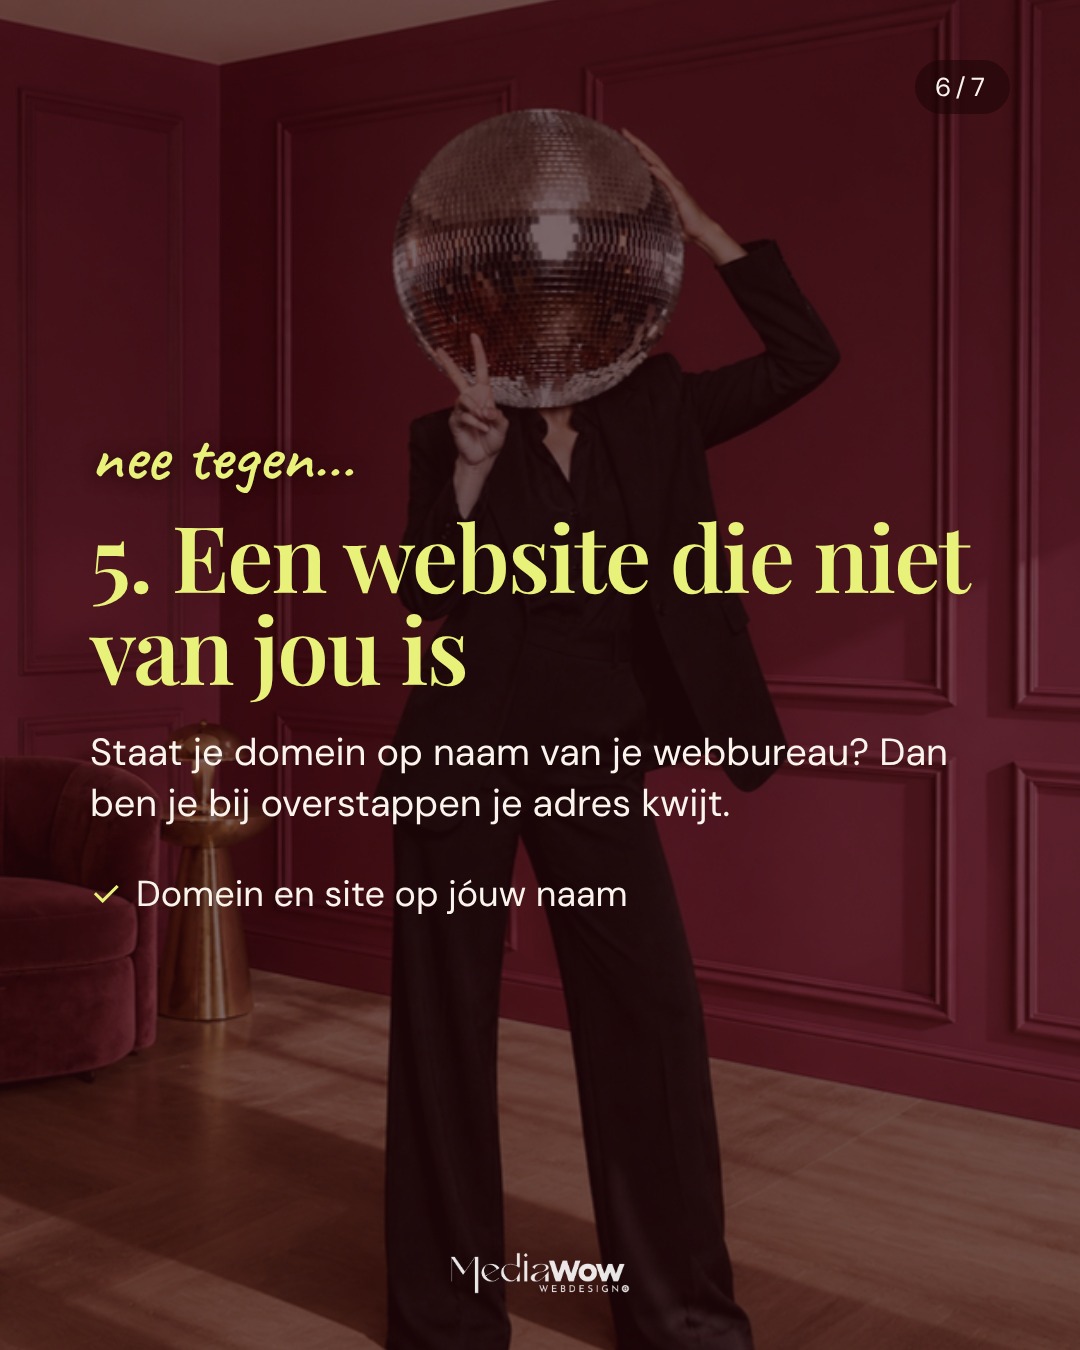 6/7
nee tegen...
5. Een website die niet
van jou is
Staat je domein op naam van je webbureau? Dan
ben je bij overstappen je adres kwijt.
✓ Domein en site op jóuw naam
MediaWow
WEBDESIGN